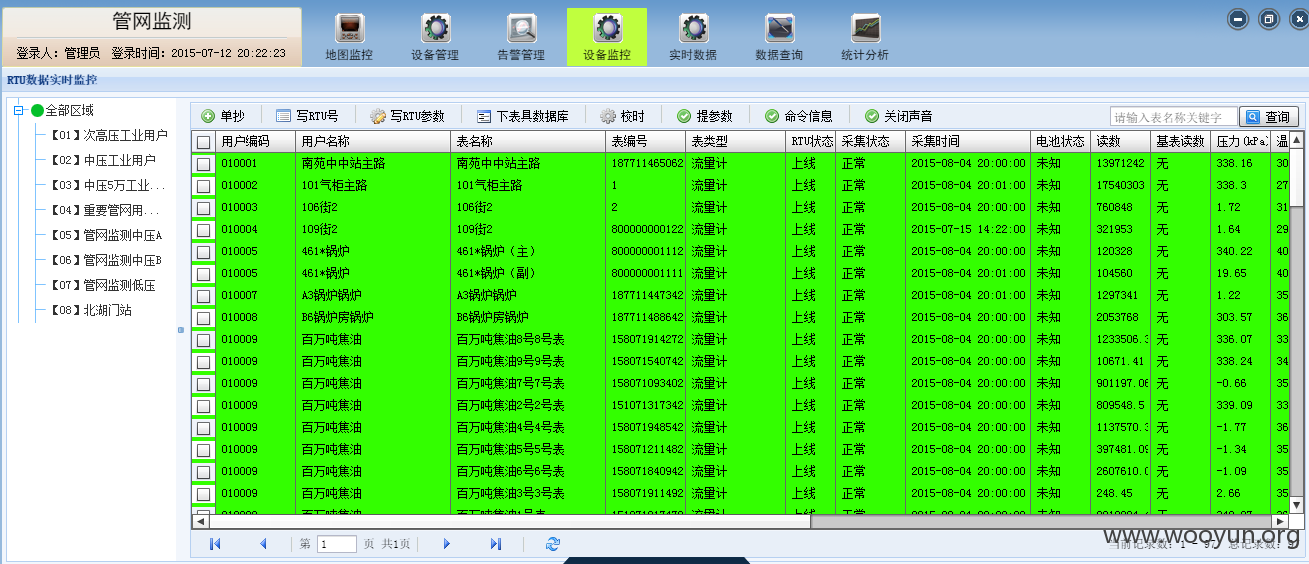 管网监测
登录人：管理员 登录时间：2015-07-12 20:22:23
地图监控 设备管理 告警管理 设备监控 实时数据 数据查询 统计分析
RTU数据实时监控
全部区域
【01】次高压工业用户
【02】中压工业用户
【03】中压5万工业...
【04】重要管网用...
【05】管网监测中压A
【06】管网监测中压B
【07】管网监测低压
【08】北湖门站
单抄 写RTU号 写RTU参数 下表具数据库 校时 提参数 命令信息 关闭声音 请输入表名称关键字 查询
用户编码 用户名称 表名称 表编号 表类型 RTU状态 采集状态 采集时间 电池状态 读数 基表读数 压力(kPa) 温
010001 南苑中中站主路 南苑中中站主路 187711465062 流量计 上线 正常 2015-08-04 20:00:00 未知 13971242 无 338.16 30
010002 101气柜主路 101气柜主路 1 流量计 上线 正常 2015-08-04 20:01:00 未知 17540303 无 338.3 27
010003 106街2 106街2 2 流量计 上线 正常 2015-08-04 20:00:00 未知 760848 无 1.72 31
010004 109街2 109街2 800000000122 流量计 上线 正常 2015-07-15 14:22:00 未知 321953 无 1.64 29
010005 461*锅炉 461*锅炉（主） 800000001112 流量计 上线 正常 2015-08-04 20:00:00 未知 120328 无 340.22 40
010005 461*锅炉 461*锅炉（副） 800000001111 流量计 上线 正常 2015-08-04 20:01:00 未知 104560 无 19.65 40
010007 A3锅炉锅炉 A3锅炉锅炉 187711447342 流量计 上线 正常 2015-08-04 20:01:00 未知 1297341 无 1.22 35
010008 B6锅炉房锅炉 B6锅炉房锅炉 187711488642 流量计 上线 正常 2015-08-04 20:00:00 未知 2053768 无 303.57 36
010009 百万吨焦油 百万吨焦油8号8号表 158071914272 流量计 上线 正常 2015-08-04 20:00:00 未知 1233506.3 无 336.07 33
010009 百万吨焦油 百万吨焦油9号9号表 158071540742 流量计 上线 正常 2015-08-04 20:00:00 未知 10671.41 无 338.24 34
010009 百万吨焦油 百万吨焦油7号7号表 158071093402 流量计 上线 正常 2015-08-04 20:00:00 未知 901197.06 无 -0.66 35
010009 百万吨焦油 百万吨焦油2号2号表 151071317342 流量计 上线 正常 2015-08-04 20:00:00 未知 809548.5 无 339.09 33
010009 百万吨焦油 百万吨焦油4号4号表 158071948542 流量计 上线 正常 2015-08-04 20:00:00 未知 1137570.3 无 -1.77 36
010009 百万吨焦油 百万吨焦油5号5号表 158071211482 流量计 上线 正常 2015-08-04 20:00:00 未知 397481.09 无 -1.34 35
010009 百万吨焦油 百万吨焦油6号6号表 158071840942 流量计 上线 正常 2015-08-04 20:00:00 未知 2607610.0 无 -1.09 35
010009 百万吨焦油 百万吨焦油3号3号表 158071911492 流量计 上线 正常 2015-08-04 20:00:00 未知 248.45 无 2.66 35
第 1 页 共1页
www.wooyun.org